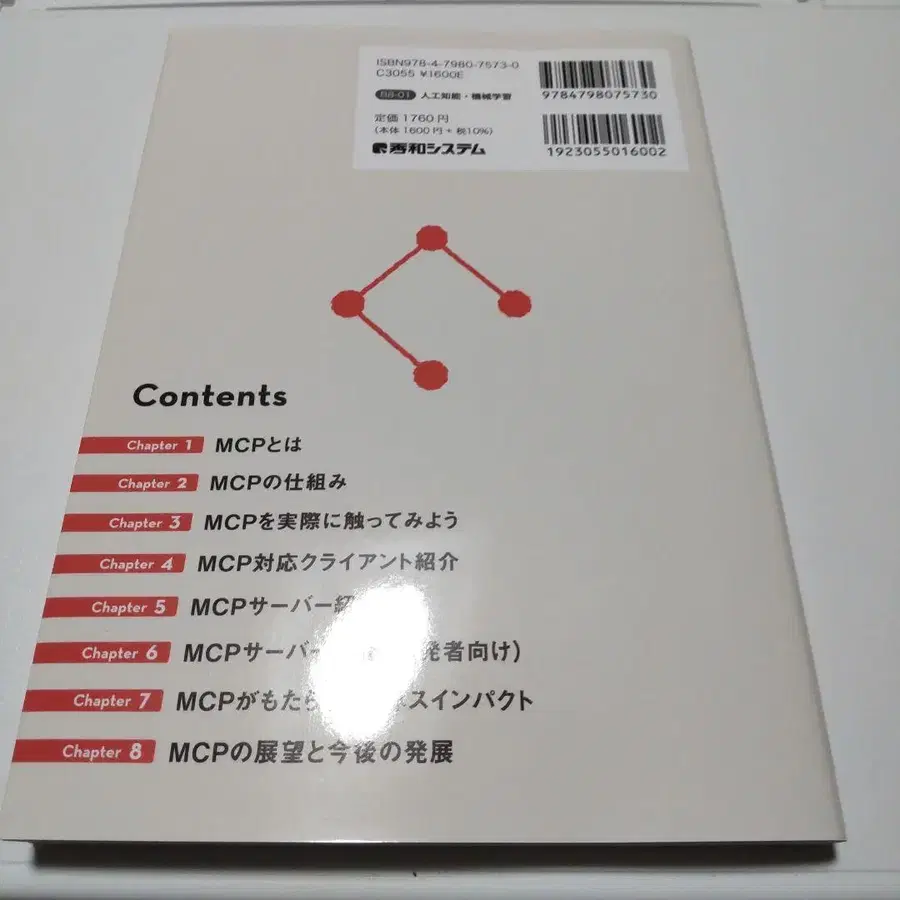 ISBN978-4-7980-7573-0
C3055 ¥1600E
B8-01 人工知能・機械学習
定価 1760 円
(本体 1600 円 + 税10%)
秀和システム
9784798075730
1923055016002
Contents
Chapter 1 MCPとは
Chapter 2 MCPの仕組み
Chapter 3 MCPを実際に触ってみよう
Chapter 4 MCP対応クライアント紹介
Chapter 5 MCPサーバー紹
Chapter 6 MCPサーバー 発者向け)
Chapter 7 MCPがもたら スインパクト
Chapter 8 MCPの展望と今後の発展